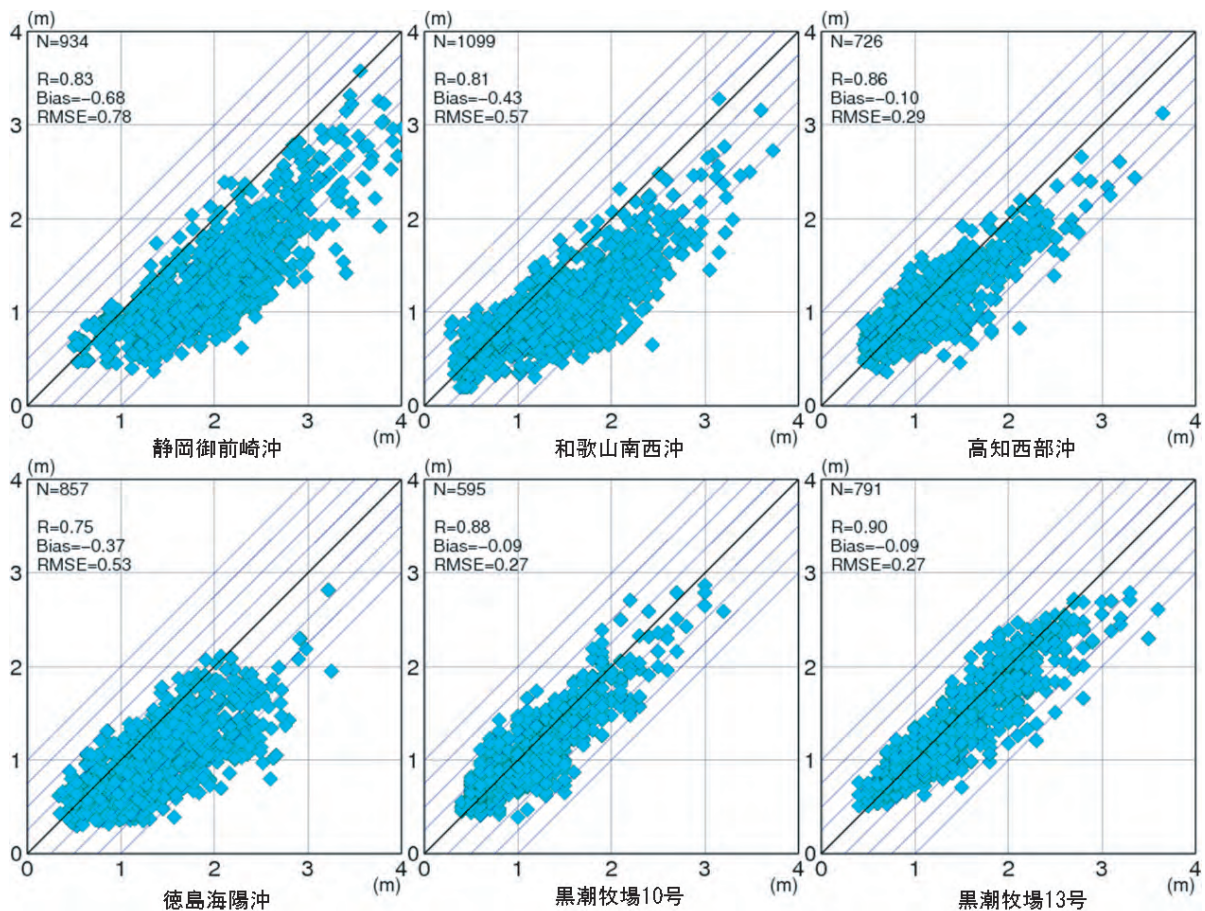 (m)
4
N=934
R=0.83
Bias=−0.68
RMSE=0.78
3
2
1
0
0 1 2 3 4
(m)
静岡御前崎沖
(m)
4
N=1099
R=0.81
Bias=−0.43
RMSE=0.57
3
2
1
0
0 1 2 3 4
(m)
和歌山南西沖
(m)
4
N=726
R=0.86
Bias=−0.10
RMSE=0.29
3
2
1
0
0 1 2 3 4
(m)
高知西部沖
(m)
4
N=857
R=0.75
Bias=−0.37
RMSE=0.53
3
2
1
0
0 1 2 3 4
(m)
徳島海陽沖
(m)
4
N=595
R=0.88
Bias=−0.09
RMSE=0.27
3
2
1
0
0 1 2 3 4
(m)
黒潮牧場10号
(m)
4
N=791
R=0.90
Bias=−0.09
RMSE=0.27
3
2
1
0
0 1 2 3 4
(m)
黒潮牧場13号